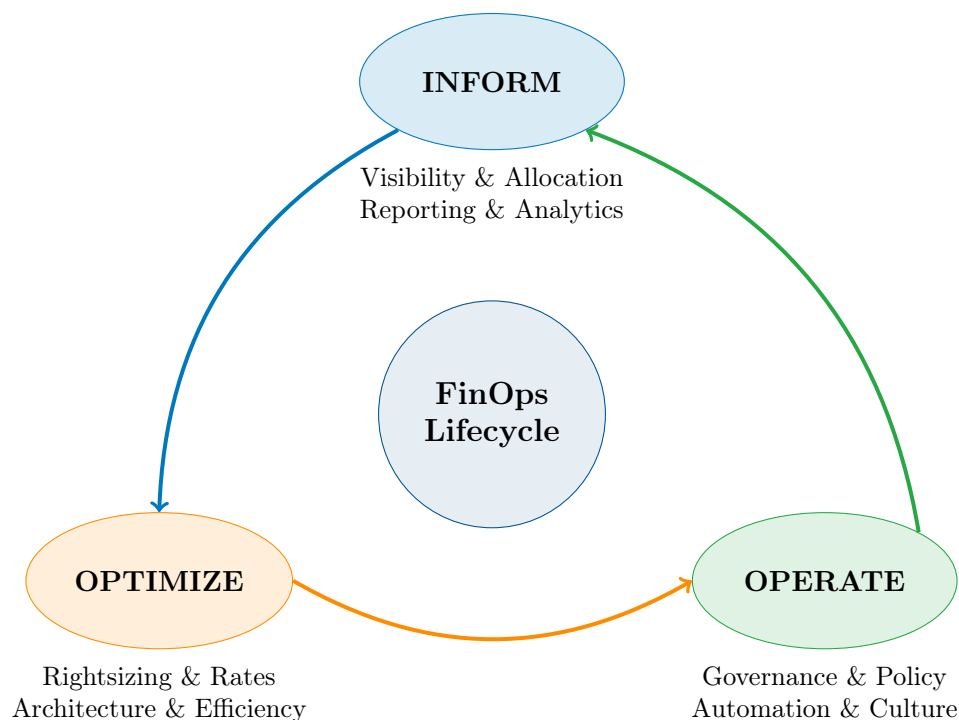 INFORM
Visibility & Allocation
Reporting & Analytics
FinOps
Lifecycle
OPTIMIZE
Rightsizing & Rates
Architecture & Efficiency
OPERATE
Governance & Policy
Automation & Culture